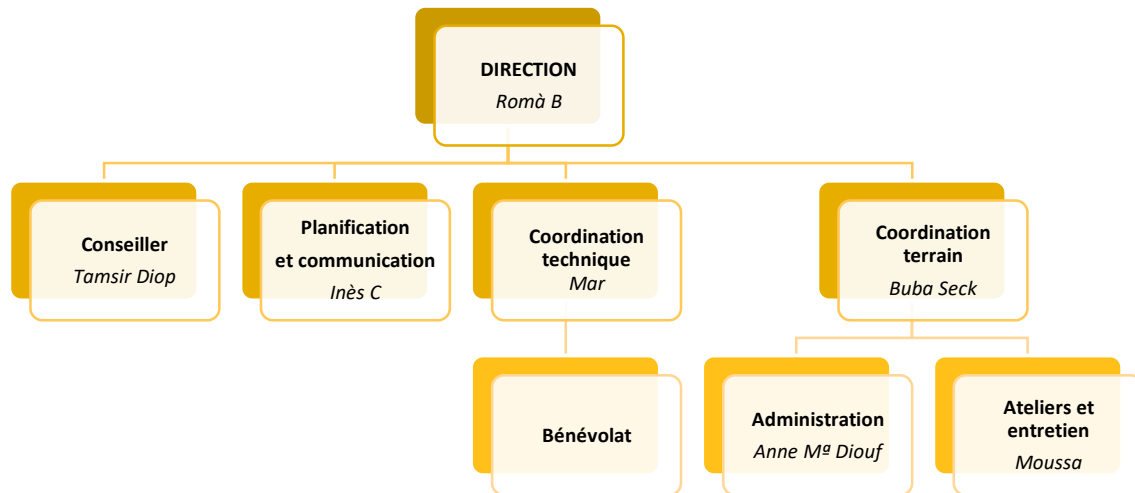 DIRECTION
Romà B
Conseiller
Tamsir Diop
Planification
et communication
Inès C
Coordination
technique
Mar
Coordination
terrain
Buba Seck
Bénévolat
Administration
Anne Mª Diouf
Ateliers et
entretien
Moussa